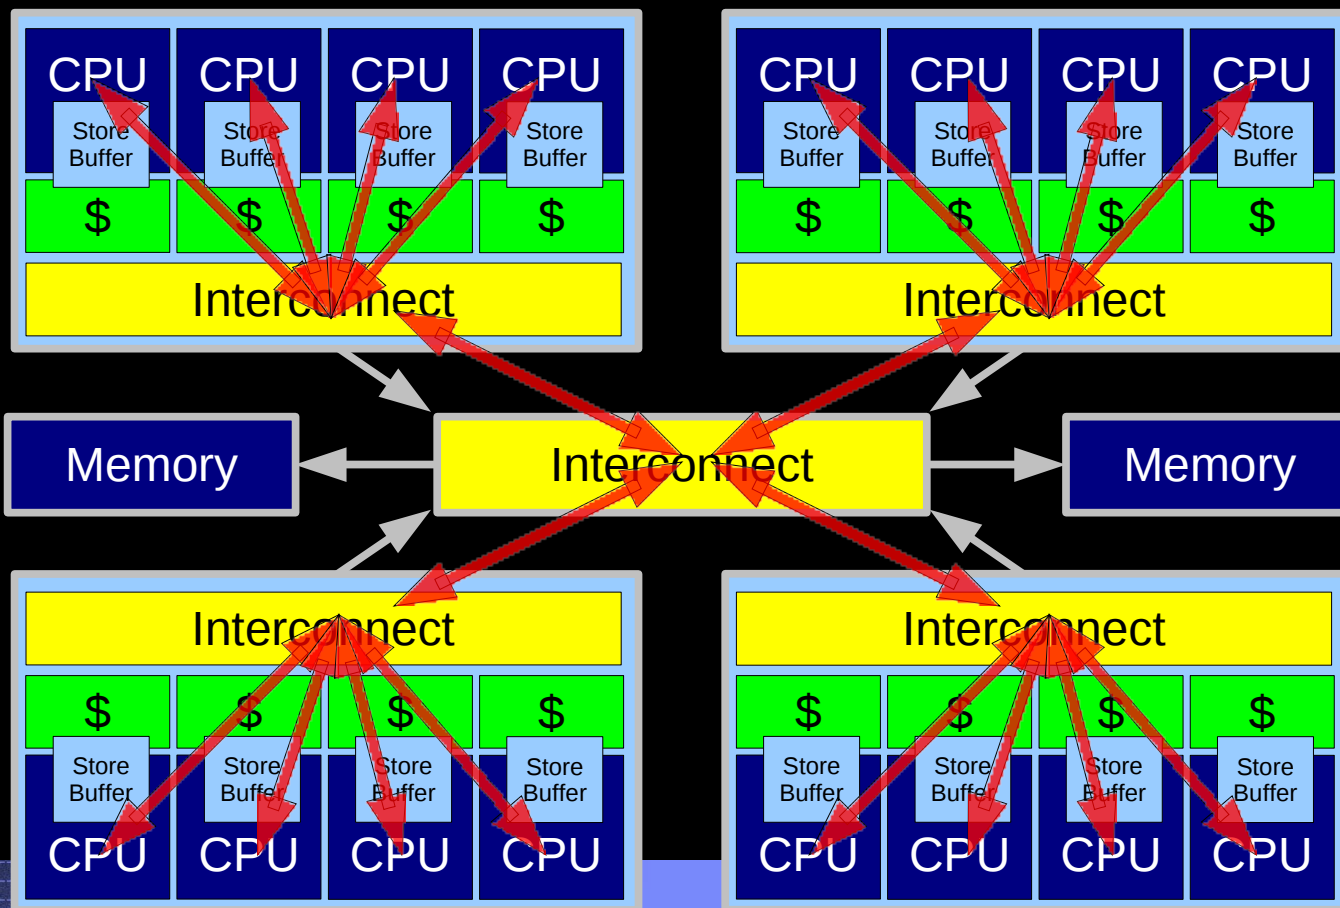 CPU CPU CPU CPU CPU CPU CPU CPU
Store Store Store Store Store Store Store Store
Buffer Buffer Buffer Buffer Buffer Buffer Buffer Buffer
$ $ $ $ $ $ $ $
Interconnect Interconnect
Memory Interconnect Memory
Interconnect Interconnect
$ $ $ $ $ $ $ $
Store Store Store Store Store Store Store Store
Buffer Buffer Buffer Buffer Buffer Buffer Buffer Buffer
CPU CPU CPU CPU CPU CPU CPU CPU